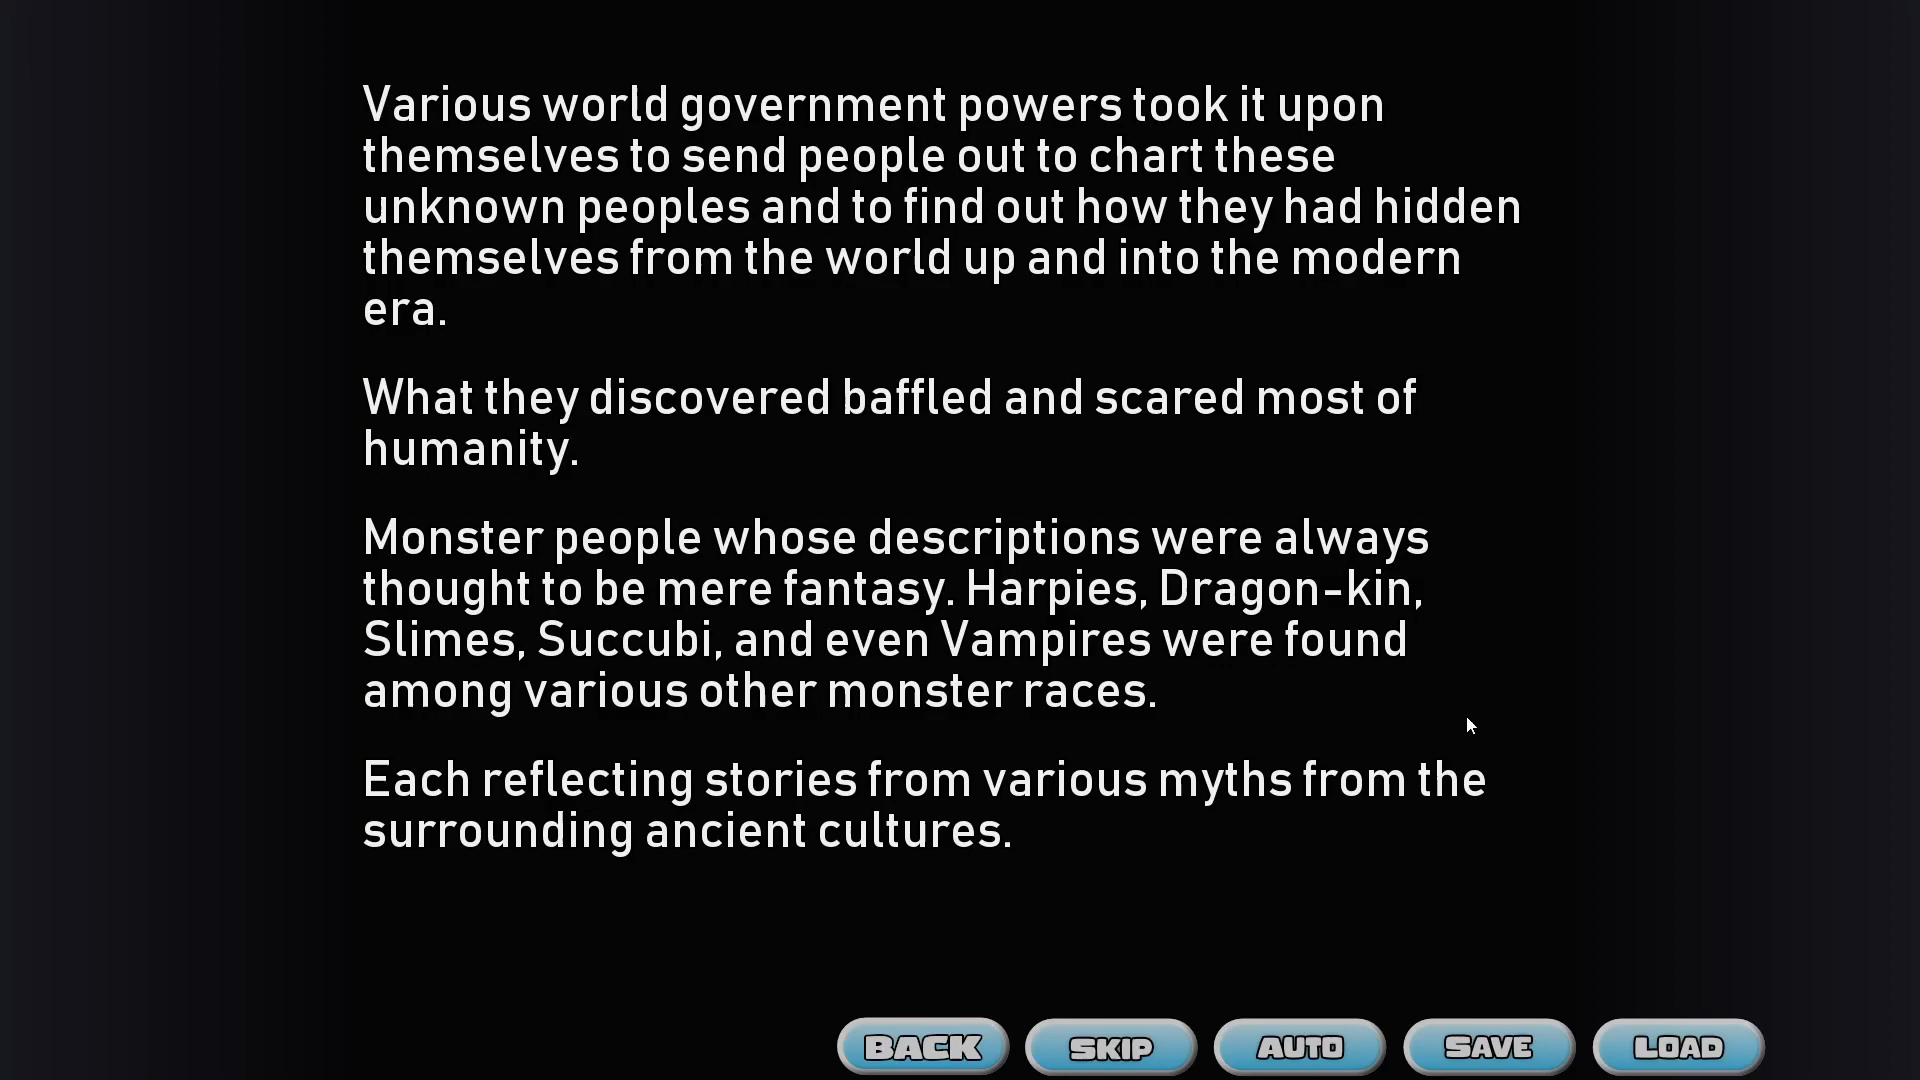 Various world government powers took it upon
themselves to send people out to chart these
unknown peoples and to find out how they had hidden
themselves from the world up and into the modern
era.
What they discovered baffled and scared most of
humanity.
Monster people whose descriptions were always
thought to be mere fantasy. Harpies, Dragon-kin,
Slimes, Succubi, and even Vampires were found
among various other monster races.
Each reflecting stories from various myths from the
surrounding ancient cultures.
BACK SKIP AUTO SAVE LOAD